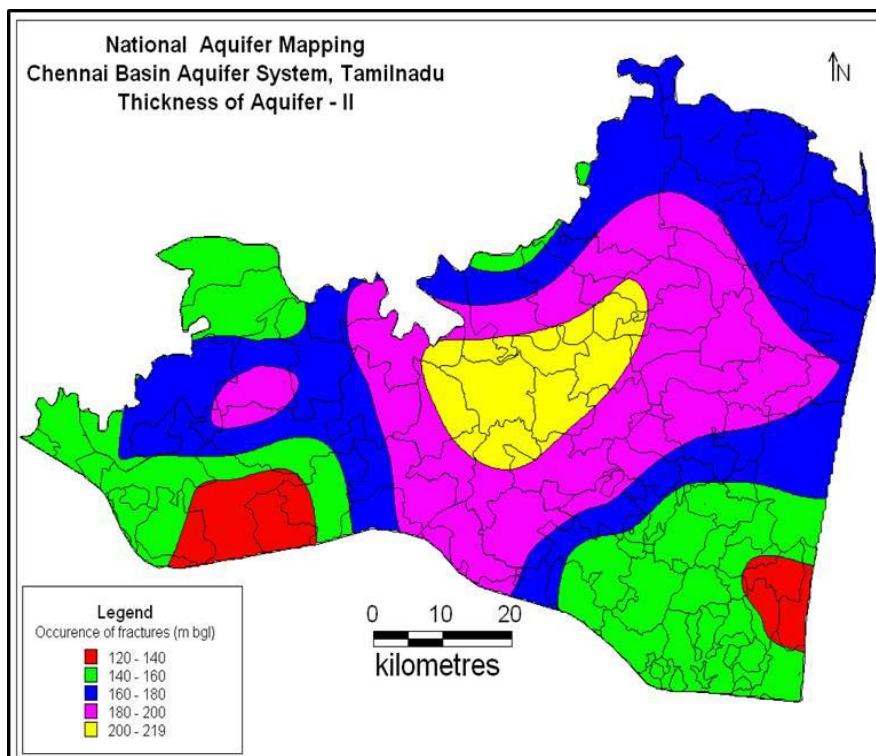 National Aquifer Mapping
Chennai Basin Aquifer System, Tamilnadu
Thickness of Aquifer - II
N
Legend
Occurence of fractures (m bgl)
120 - 140
140 - 160
160 - 180
180 - 200
200 - 219
0 10 20
kilometres